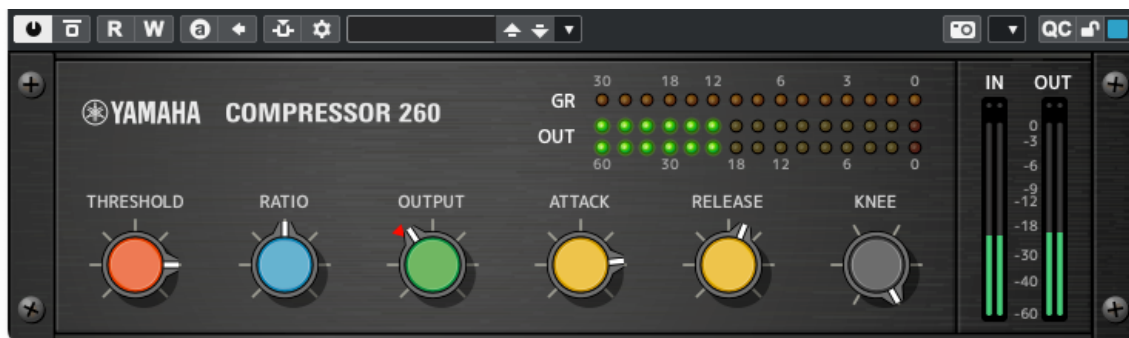 R W a QC
30 18 12 6 3 0
GR
OUT
60 30 18 12 6 0
YAMAHA COMPRESSOR 260
THRESHOLD RATIO OUTPUT ATTACK RELEASE KNEE
IN OUT
0
-3
-6
-9
-12
-18
-30
-40
-60